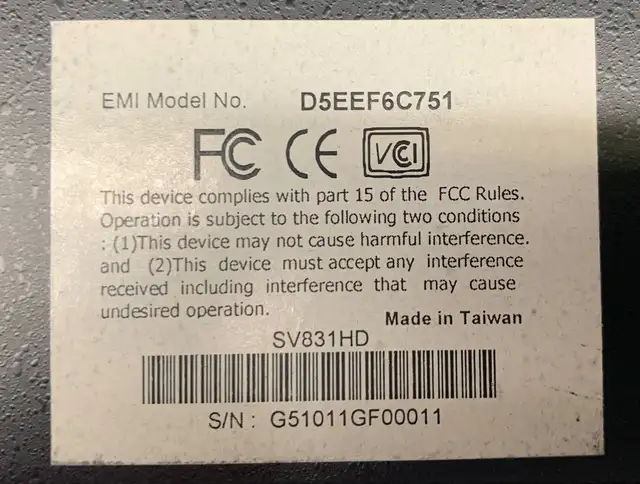 EMI Model No. D5EEF6C751
FC CE VCI
This device complies with part 15 of the FCC Rules.
Operation is subject to the following two conditions
: (1)This device may not cause harmful interference.
and (2)This device must accept any interference
received including interference that may cause
undesired operation.
Made in Taiwan
SV831HD
S/N : G51011GF00011